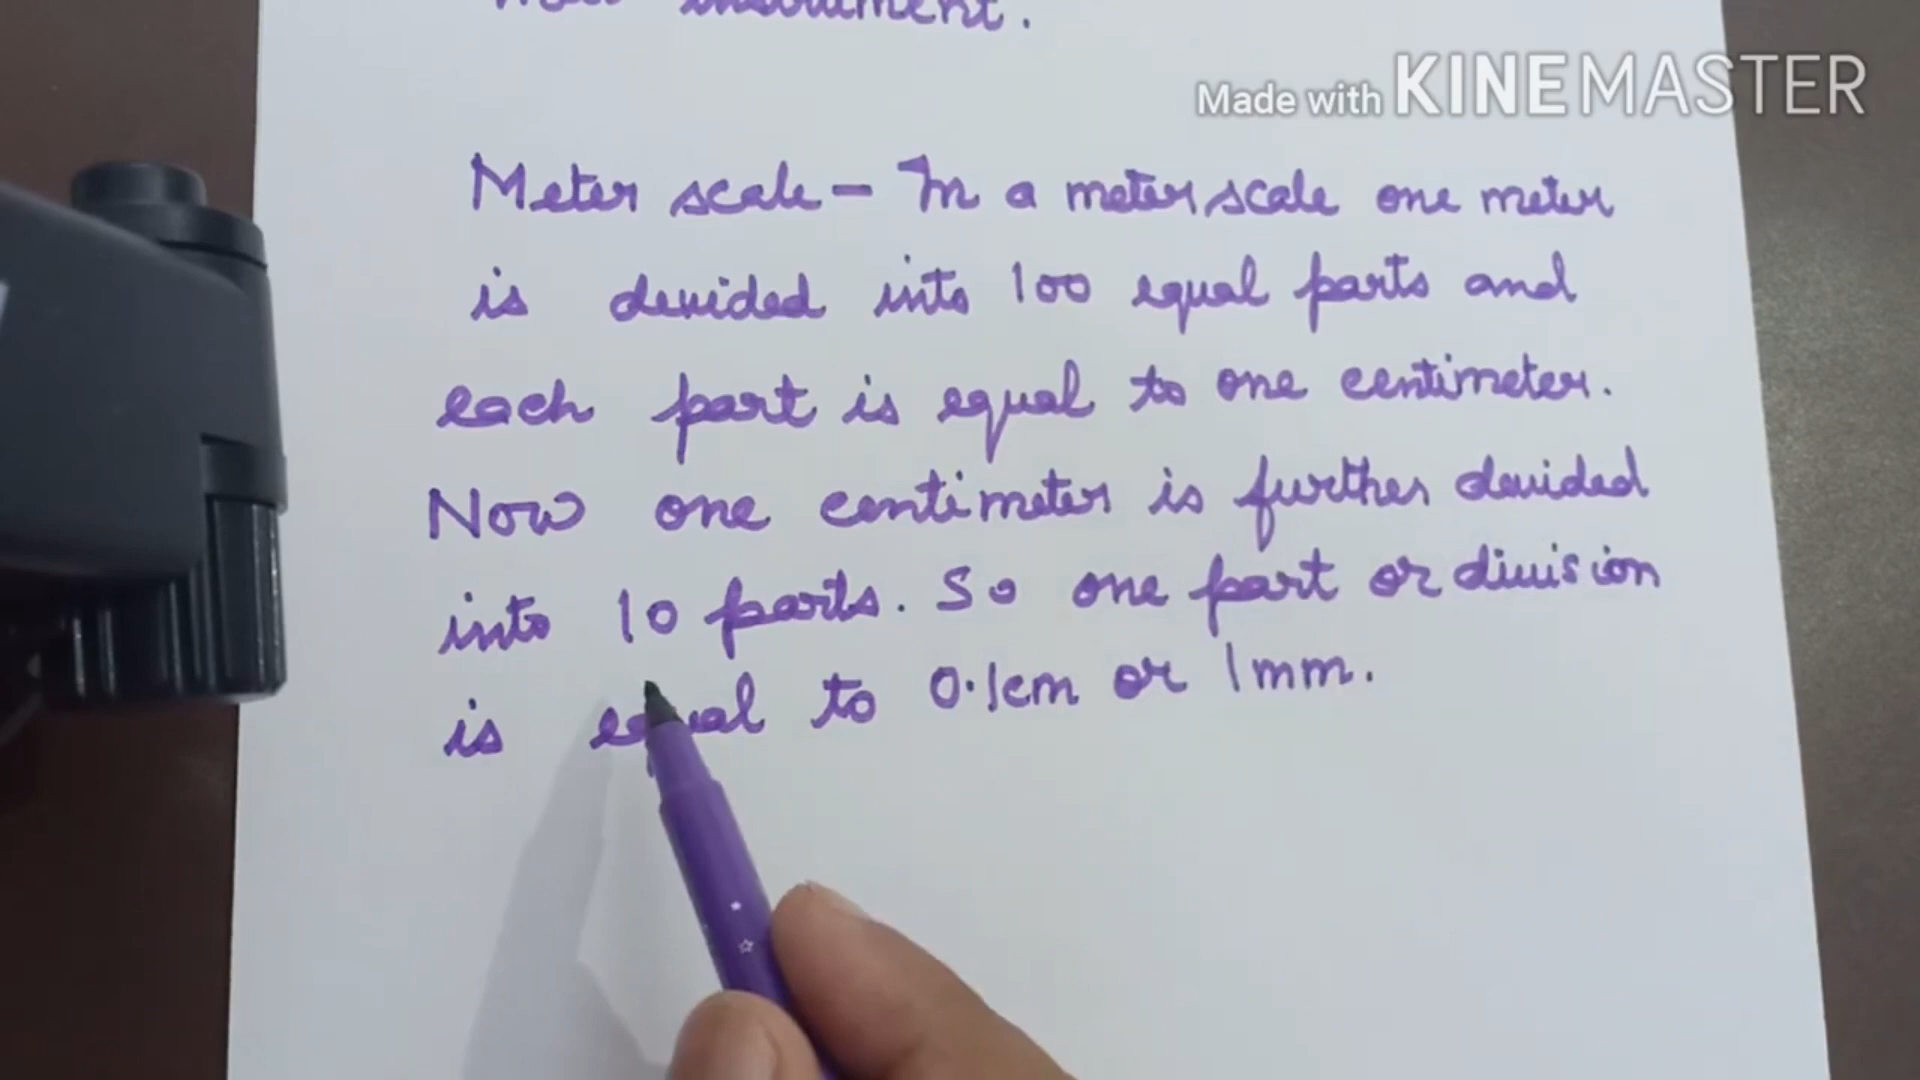 instrument.
Made with KINEMASTER
Meter scale - In a meter scale one meter
is devided into 100 equal parts and
each part is equal to one centimeter.
Now one centimeter is further devided
into 10 parts. So one part or division
is equal to 0.1cm or 1mm.